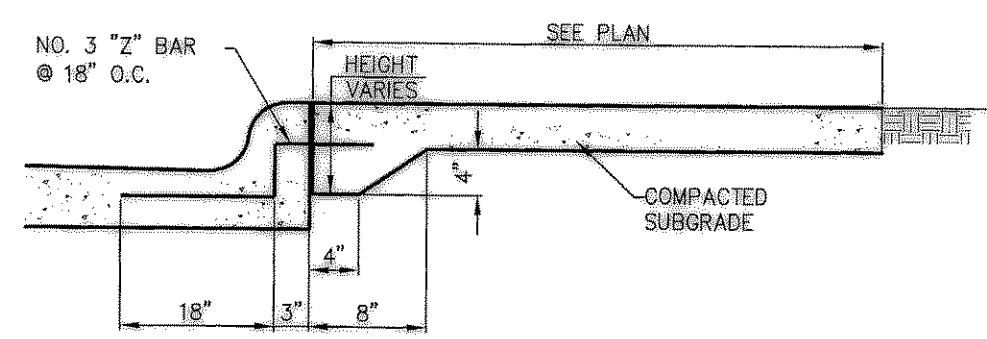 NO. 3 "Z" BAR
@ 18" O.C.
SEE PLAN
HEIGHT
VARIES
4"
COMPACTED
SUBGRADE
4"
18"
3"
8"